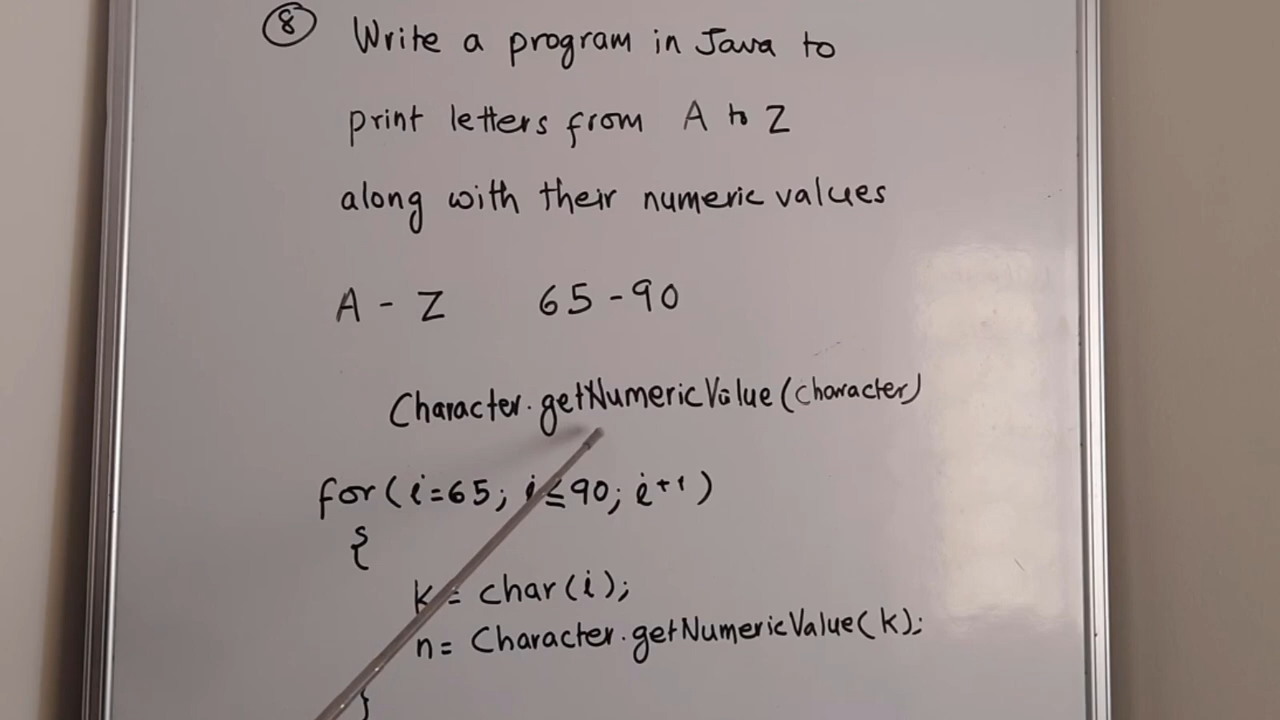 ⑧ Write a program in Java to
print letters from A to Z
along with their numeric values
A - Z 65 - 90
Character.getNumericValue(character)
for(i=65; i≤90; i++)
{
k = char(i);
n= Character.getNumericValue(k);
}